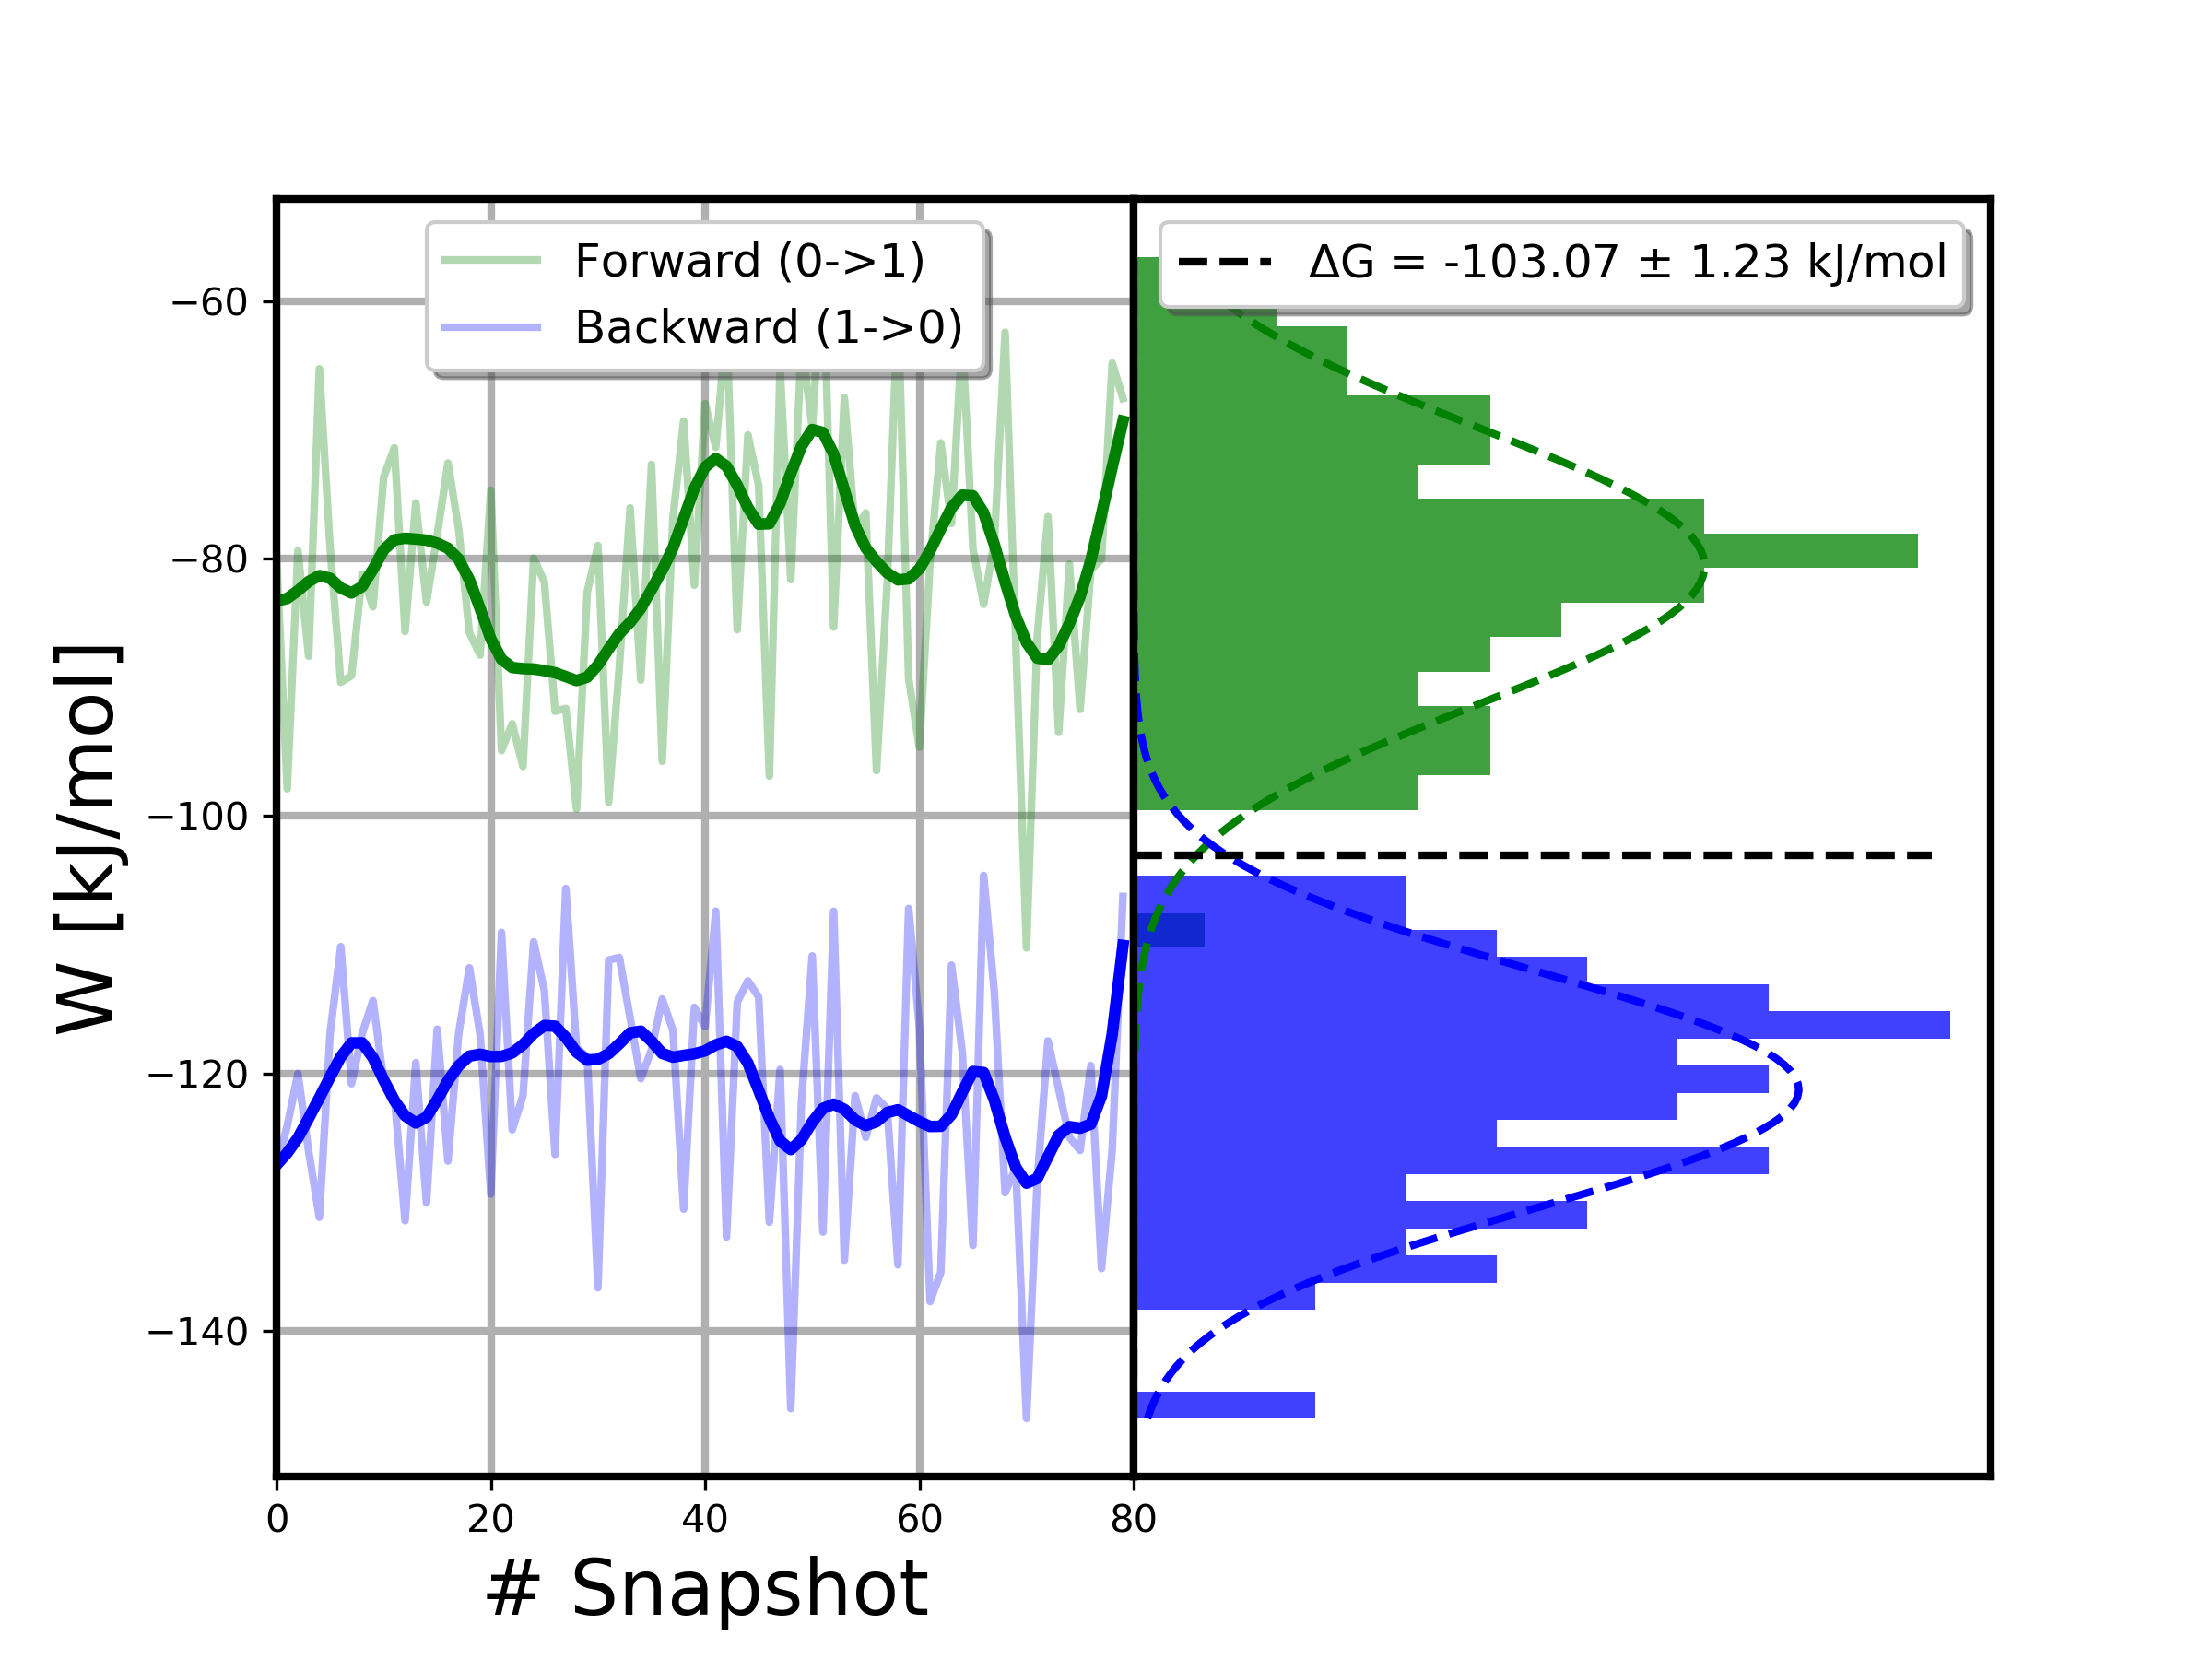 Forward (0->1)
Backward (1->0)
ΔG = -103.07 ± 1.23 kJ/mol
W [kJ/mol]
−60
−80
−100
−120
−140
0 20 40 60 80
# Snapshot